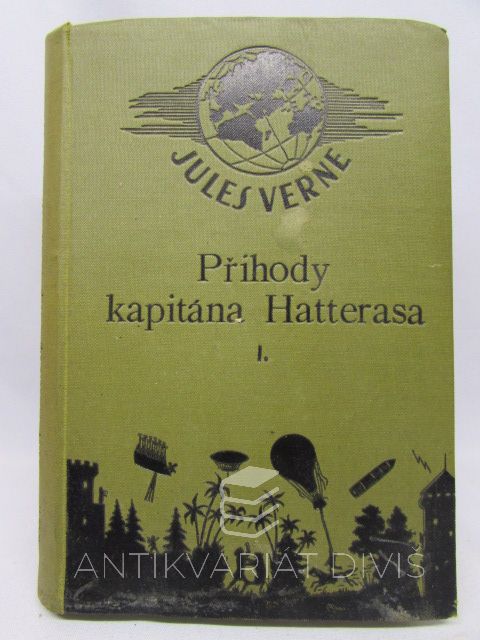 JULES VERNE
Příhody
kapitána Hatterasa
I.
ANTIKVARIÁT DIVIŠ